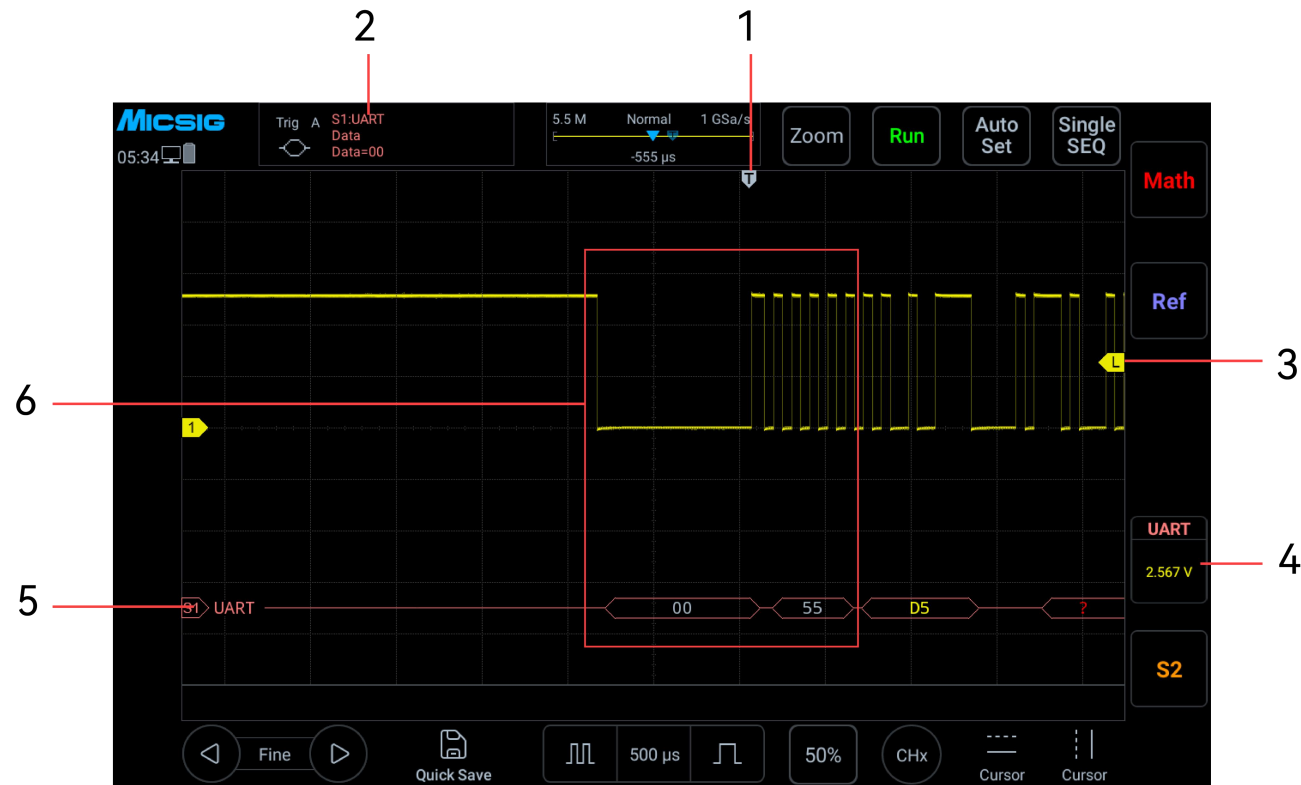 2
1
MICSIG
05:34
Trig A S1:UART
Data
Data=00
5.5 M Normal 1 GSa/s
T
-555 µs
Zoom
Run
Auto
Set
Single
SEQ
T
Math
Ref
L
3
6
1
UART
2.567 V
4
5
S1 UART
00
55
D5
?
S2
Fine
Quick Save
500 µs
50%
CHx
Cursor
Cursor